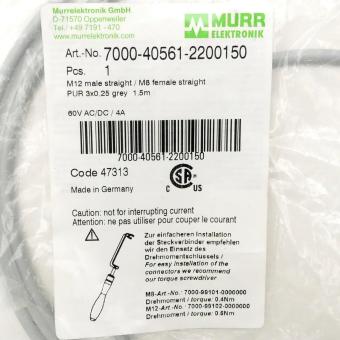 Murrelektronik GmbH
D-71570 Oppenweiler
Tel.: +49 7191 - 470
www.murrelektronik.com
MURR
ELEKTRONIK
Art.-No. 7000-40561-2200150
Pcs. 1
M12 male straight / M8 female straight
PUR 3x0.25 grey 1.5m
60V AC/DC / 4A
7000-40561-2200150
Code 47313
Made in Germany
C US
Caution: not for interrupting current
Attention: ne pas utiliser pour couper le courant
Zur einfacheren Installation
der Steckverbinder empfehlen
wir den Einsatz des
Drehmomentschlussels /
For easy installation of the
connectors we recommend
our torque screwdriver
M8-Art.-No.: 7000-99101-0000000
Drehmoment / torque: 0.4Nm
M12-Art.-No.: 7000-99102-0000000
Drehmoment / torque: 0.6Nm